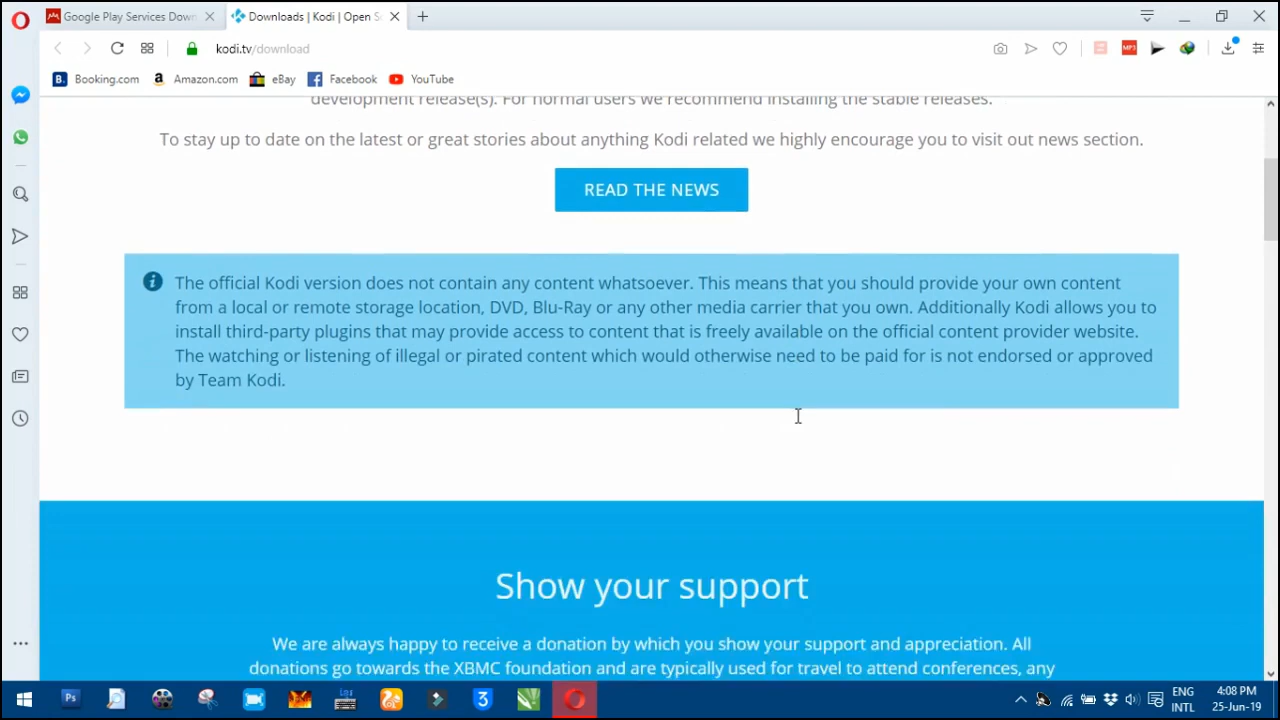 Google Play Services Down
Downloads | Kodi | Open S
kodi.tv/download
MP3
B. Booking.com
a Amazon.com
eBay
Facebook
YouTube
development release(s). For normal users we recommend installing the stable releases.
To stay up to date on the latest or great stories about anything Kodi related we highly encourage you to visit out news section.
READ THE NEWS
The official Kodi version does not contain any content whatsoever. This means that you should provide your own content
from a local or remote storage location, DVD, Blu-Ray or any other media carrier that you own. Additionally Kodi allows you to
install third-party plugins that may provide access to content that is freely available on the official content provider website.
The watching or listening of illegal or pirated content which would otherwise need to be paid for is not endorsed or approved
by Team Kodi.
Show your support
We are always happy to receive a donation by which you show your support and appreciation. All
donations go towards the XBMC foundation and are typically used for travel to attend conferences, any
Ps
3
ENG
INTL
4:08 PM
25-Jun-19